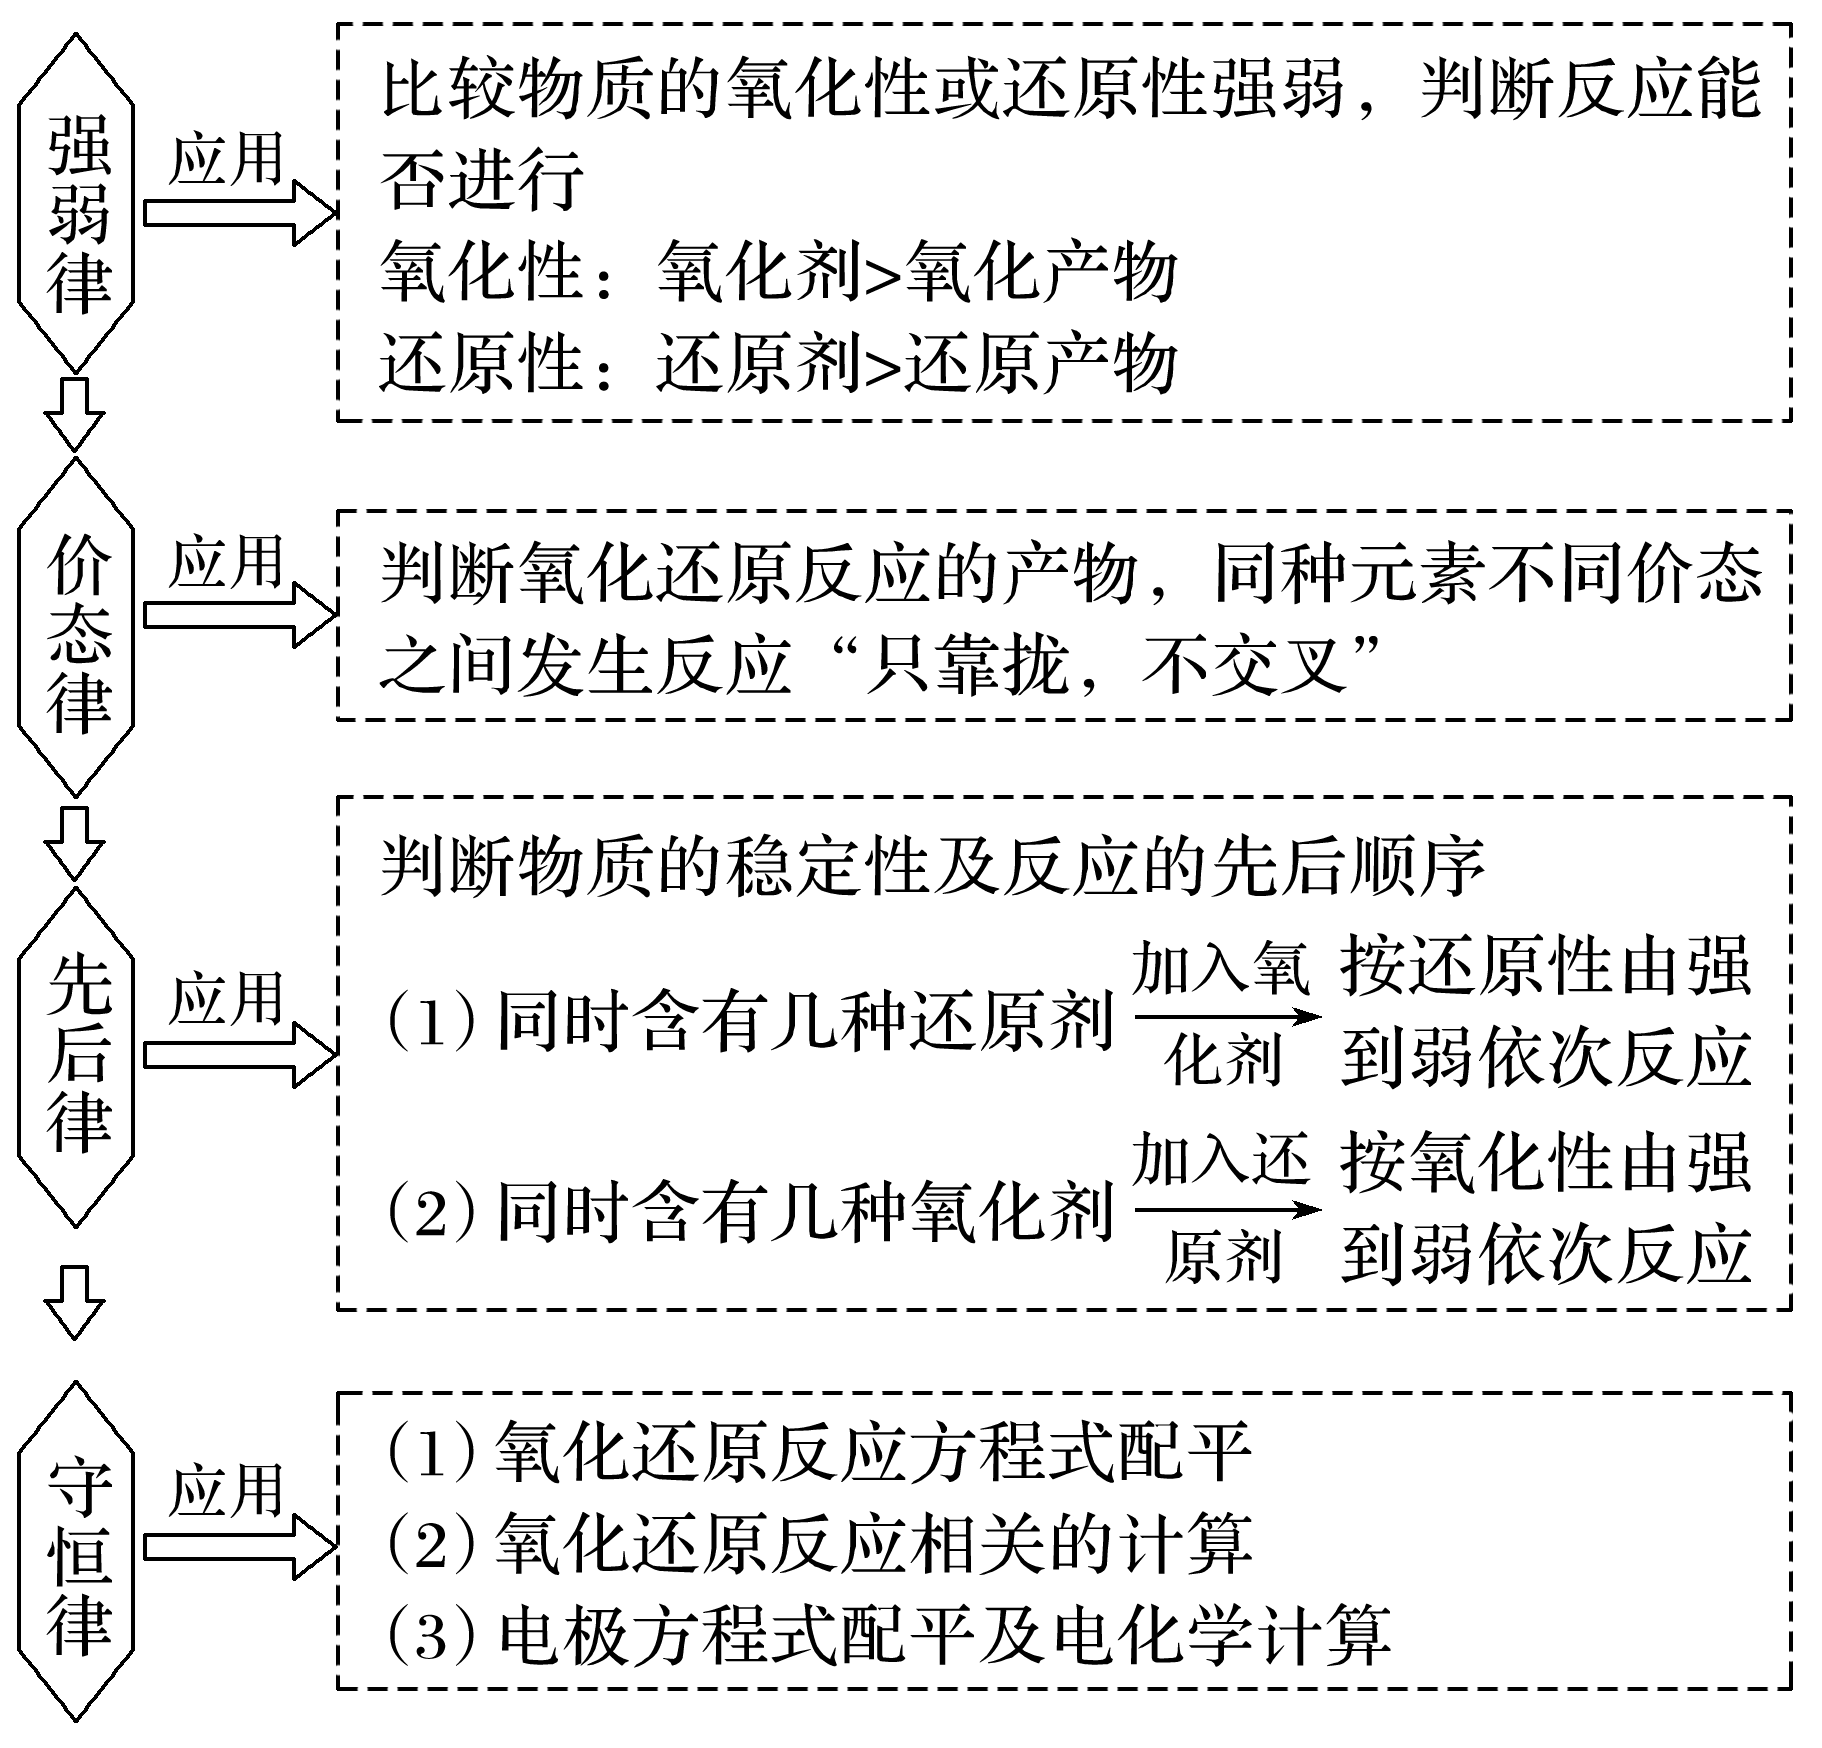 强弱律
应用
比较物质的氧化性或还原性强弱，判断反应能
否进行
氧化性：氧化剂>氧化产物
还原性：还原剂>还原产物
价态律
应用
判断氧化还原反应的产物，同种元素不同价态
之间发生反应“只靠拢，不交叉”
先后律
应用
判断物质的稳定性及反应的先后顺序
(1)同时含有几种还原剂
加入氧
化剂
按还原性由强
到弱依次反应
(2)同时含有几种氧化剂
加入还
原剂
按氧化性由强
到弱依次反应
守恒律
应用
(1)氧化还原反应方程式配平
(2)氧化还原反应相关的计算
(3)电极方程式配平及电化学计算